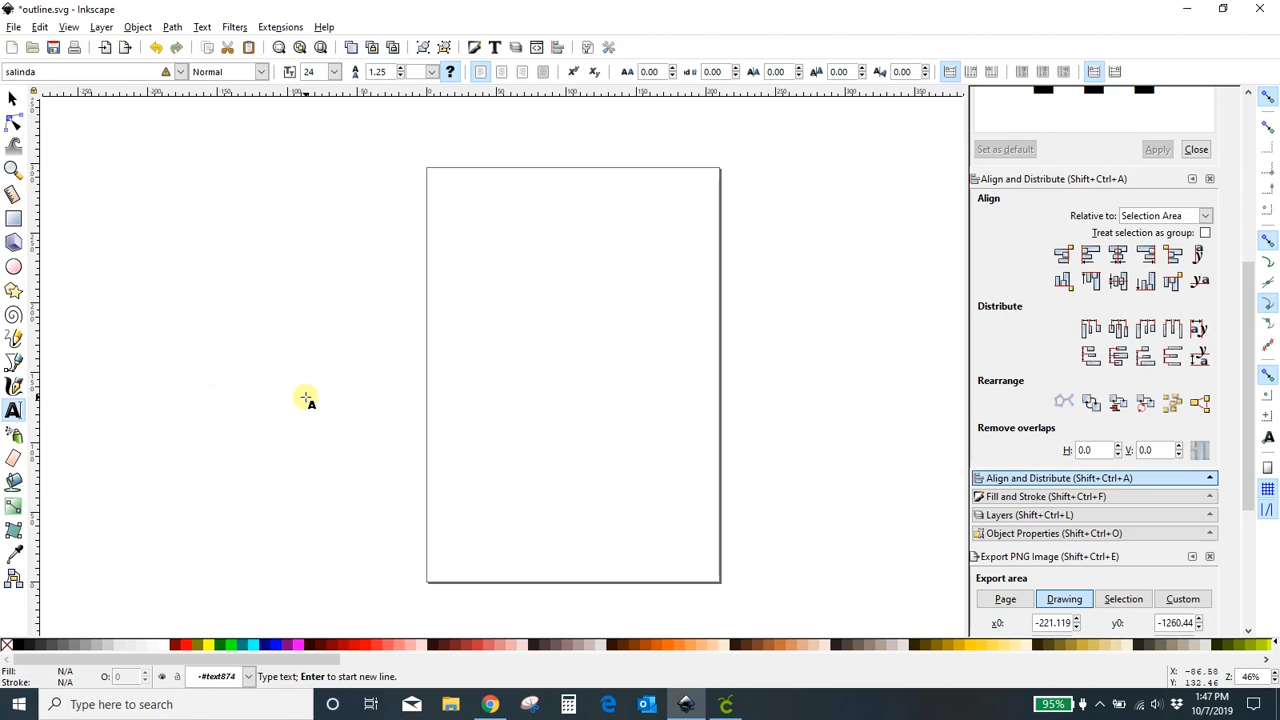 *outline.svg - Inkscape
File Edit View Layer Object Path Text Filters Extensions Help
salinda Normal 24 1.25 0.00 0.00 0.00 0.00 0.00
Set as default Apply Close
Align and Distribute (Shift+Ctrl+A)
Align
Relative to: Selection Area
Treat selection as group:
Distribute
Rearrange
Remove overlaps
H: 0.0 V: 0.0
Align and Distribute (Shift+Ctrl+A)
Fill and Stroke (Shift+Ctrl+F)
Layers (Shift+Ctrl+L)
Object Properties (Shift+Ctrl+O)
Export PNG Image (Shift+Ctrl+E)
Export area
Page Drawing Selection Custom
x0: -221.119 y0: -1260.44
Fill: N/A O: 0 -#text874 Type text; Enter to start new line. X: -86.58 Z: 46%
Stroke: N/A Y: 132.46
Type here to search 95% 1:47 PM
10/7/2019